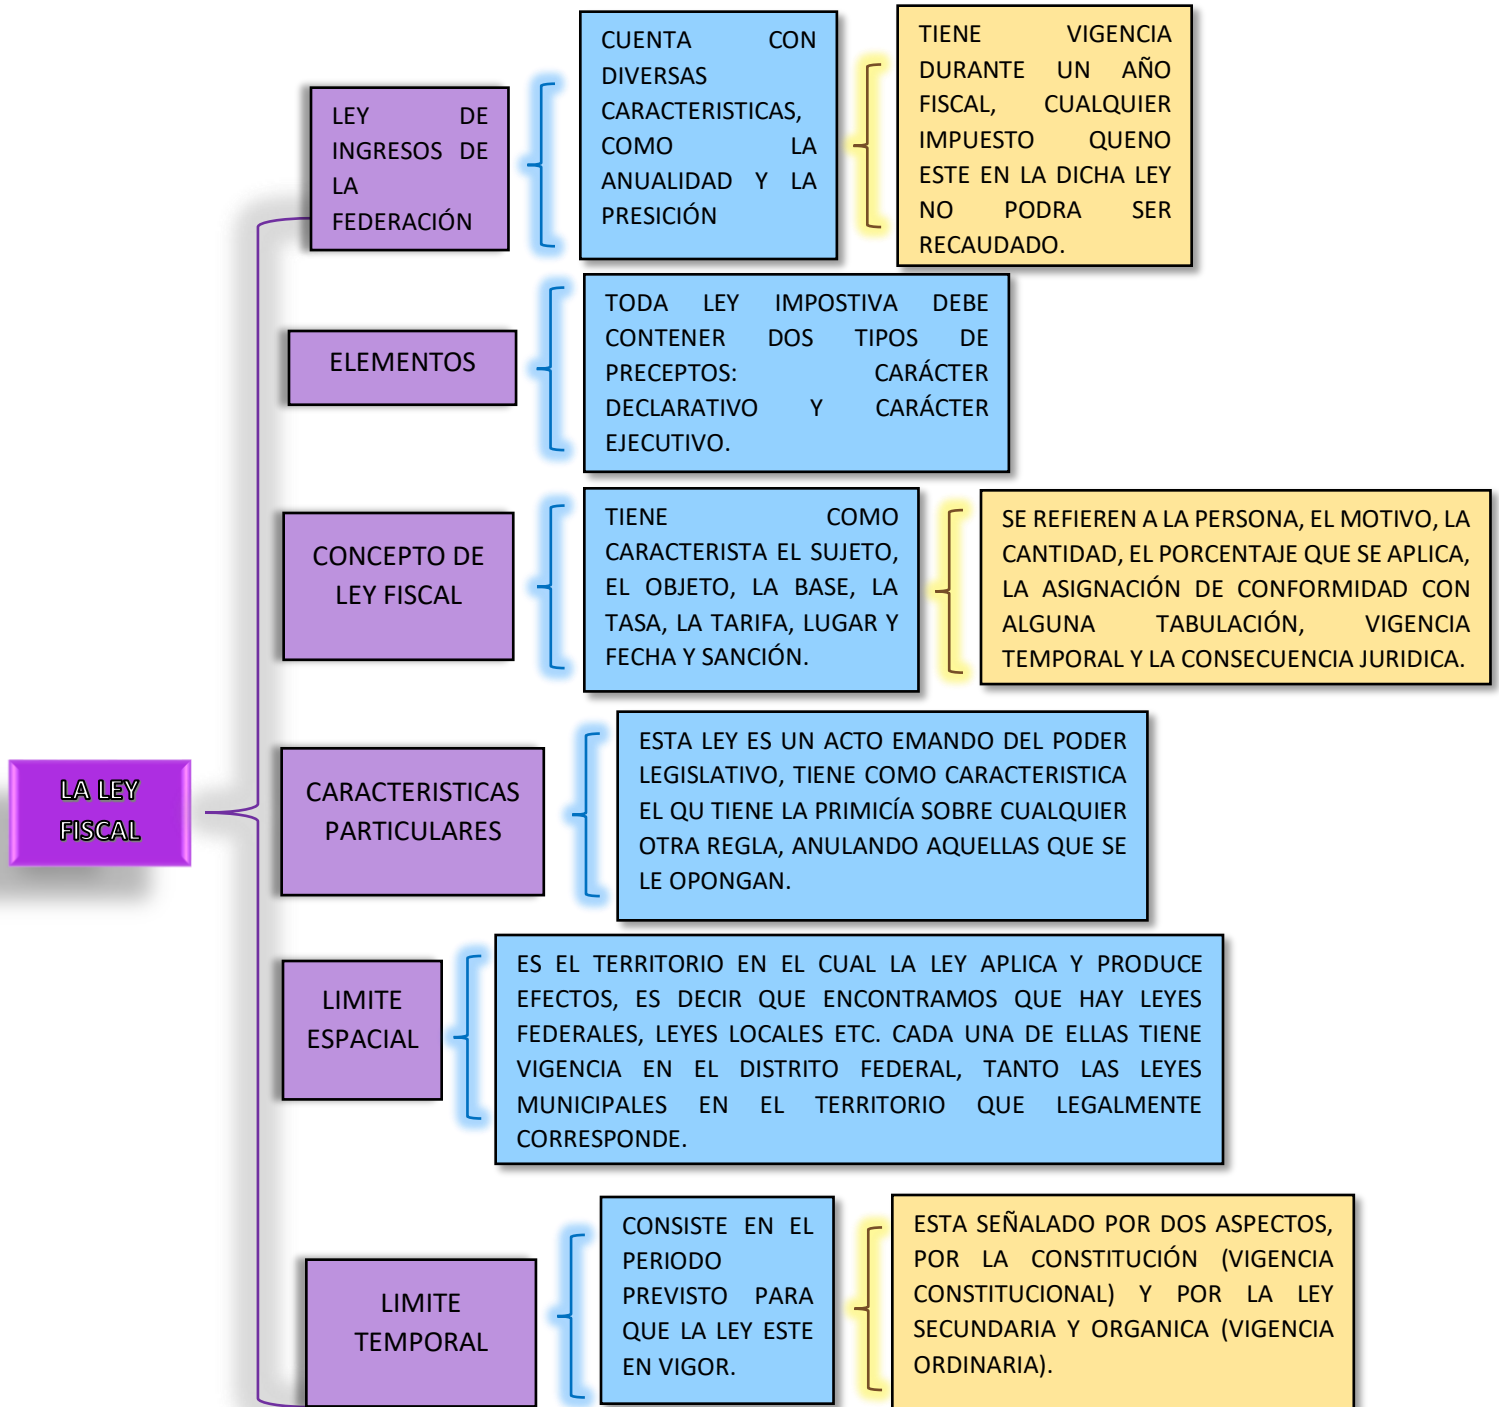 LEY DE
INGRESOS DE
LA
FEDERACIÓN
CUENTA CON
DIVERSAS
CARACTERISTICAS,
COMO LA
ANUALIDAD Y LA
PRESICIÓN
TIENE VIGENCIA
DURANTE UN AÑO
FISCAL, CUALQUIER
IMPUESTO QUENO
ESTE EN LA DICHA LEY
NO PODRA SER
RECAUDADO.
ELEMENTOS
TODA LEY IMPOSTIVA DEBE
CONTENER DOS TIPOS DE
PRECEPTOS: CARÁCTER
DECLARATIVO Y CARÁCTER
EJECUTIVO.
CONCEPTO DE
LEY FISCAL
TIENE COMO
CARACTERISTA EL SUJETO,
EL OBJETO, LA BASE, LA
TASA, LA TARIFA, LUGAR Y
FECHA Y SANCIÓN.
SE REFIEREN A LA PERSONA, EL MOTIVO, LA
CANTIDAD, EL PORCENTAJE QUE SE APLICA,
LA ASIGNACIÓN DE CONFORMIDAD CON
ALGUNA TABULACIÓN, VIGENCIA
TEMPORAL Y LA CONSECUENCIA JURIDICA.
LA LEY
FISCAL
CARACTERISTICAS
PARTICULARES
ESTA LEY ES UN ACTO EMANDO DEL PODER
LEGISLATIVO, TIENE COMO CARACTERISTICA
EL QU TIENE LA PRIMICÍA SOBRE CUALQUIER
OTRA REGLA, ANULANDO AQUELLAS QUE SE
LE OPONGAN.
LIMITE
ESPACIAL
ES EL TERRITORIO EN EL CUAL LA LEY APLICA Y PRODUCE
EFECTOS, ES DECIR QUE ENCONTRAMOS QUE HAY LEYES
FEDERALES, LEYES LOCALES ETC. CADA UNA DE ELLAS TIENE
VIGENCIA EN EL DISTRITO FEDERAL, TANTO LAS LEYES
MUNICIPALES EN EL TERRITORIO QUE LEGALMENTE
CORRESPONDE.
LIMITE
TEMPORAL
CONSISTE EN EL
PERIODO
PREVISTO PARA
QUE LA LEY ESTE
EN VIGOR.
ESTA SEÑALADO POR DOS ASPECTOS,
POR LA CONSTITUCIÓN (VIGENCIA
CONSTITUCIONAL) Y POR LA LEY
SECUNDARIA Y ORGANICA (VIGENCIA
ORDINARIA).